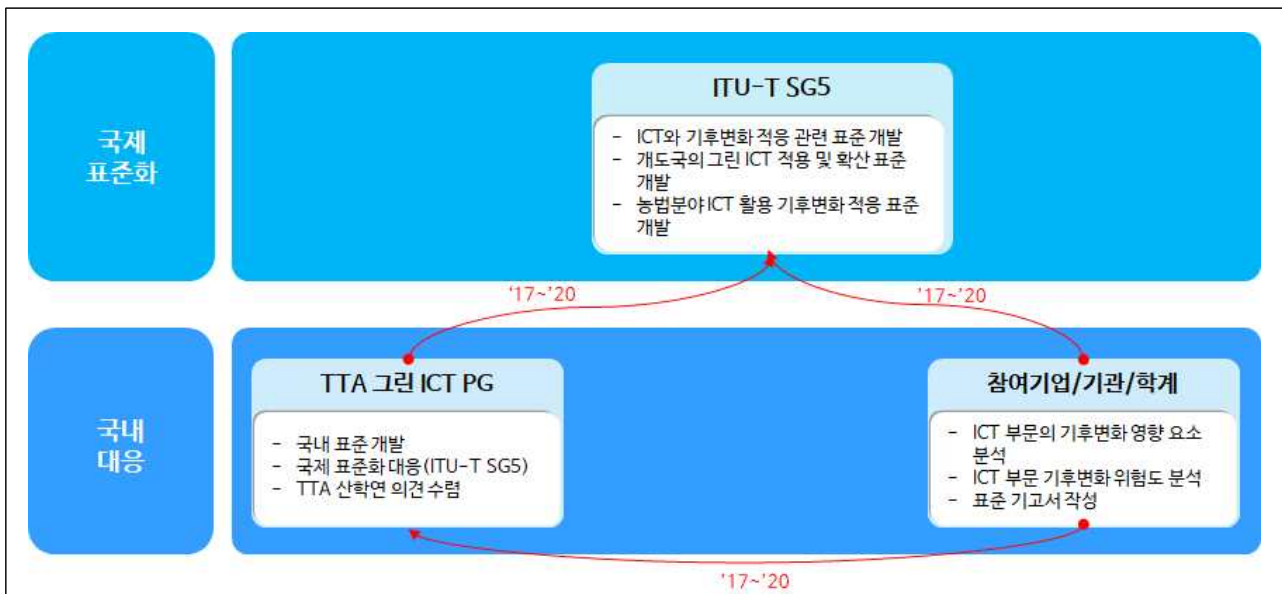 국제
표준화
ITU-T SG5
- ICT와 기후변화 적응 관련 표준 개발
- 개도국의 그린 ICT 적용 및 확산 표준
개발
- 농법분야 ICT 활용 기후변화 적응 표준
개발
'17~'20
'17~'20
국내
대응
TTA 그린 ICT PG
- 국내 표준 개발
- 국제 표준화 대응(ITU-T SG5)
- TTA 산학연 의견 수렴
참여기업/기관/학계
- ICT 부문의 기후변화 영향 요소
분석
- ICT 부문 기후변화 위험도 분석
- 표준 기고서 작성
'17~'20